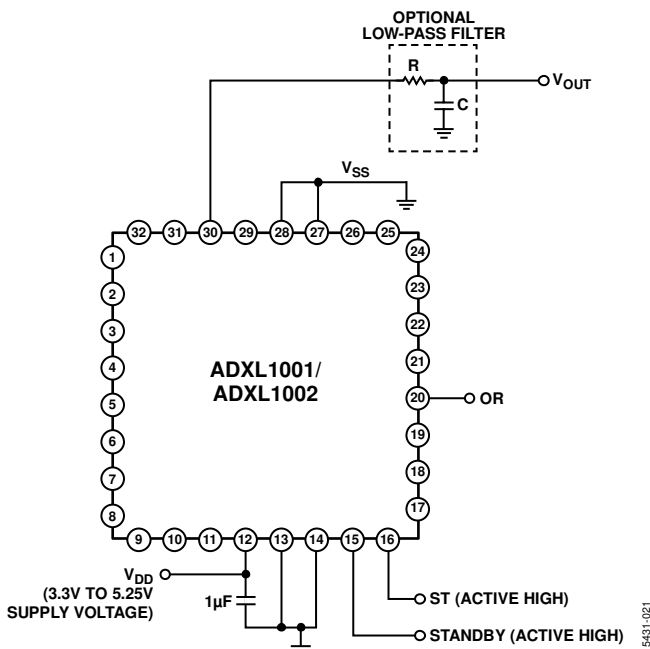 OPTIONAL
LOW-PASS FILTER
R
C
VOUT
VSS
32 31 30 29 28 27 26 25
1
2
3
4
5
6
7
8
24
23
22
21
20
19
18
17
ADXL1001/
ADXL1002
OR
9 10 11 12 13 14 15 16
VDD
(3.3V TO 5.25V
SUPPLY VOLTAGE)
1µF
ST (ACTIVE HIGH)
STANDBY (ACTIVE HIGH)
5431-021